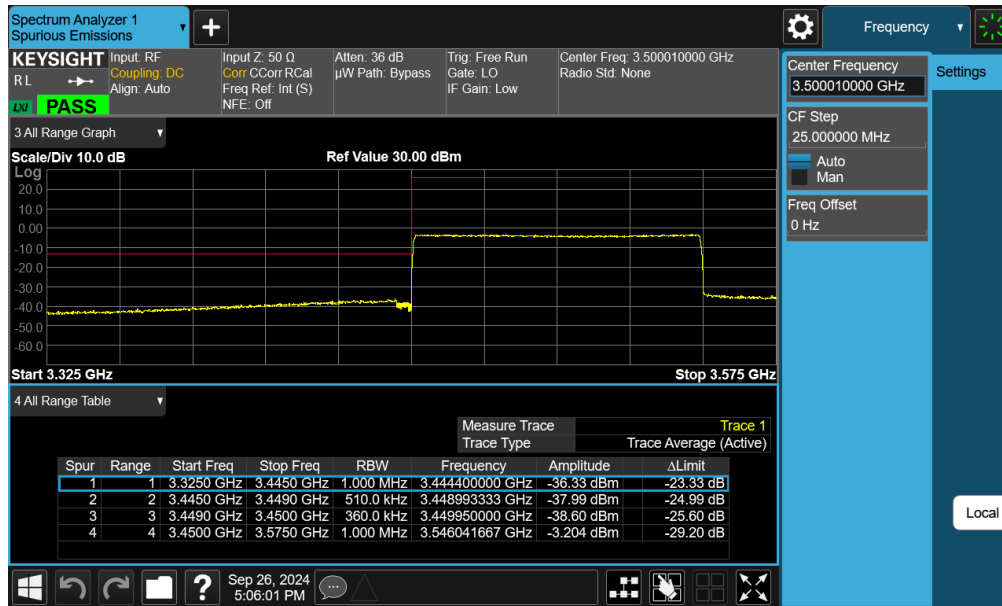 Spectrum Analyzer 1
Spurious Emissions
+
Frequency
KEYSIGHT
R L
LXI
PASS
Input: RF
Coupling: DC
Align: Auto
Input Z: 50 Ω
Corr CCorr RCal
Freq Ref: Int (S)
NFE: Off
Atten: 36 dB
µW Path: Bypass
Trig: Free Run
Gate: LO
IF Gain: Low
Center Freq: 3.500010000 GHz
Radio Std: None
Center Frequency
3.500010000 GHz
Settings
CF Step
25.000000 MHz
Auto
Man
Freq Offset
0 Hz
3 All Range Graph
Scale/Div 10.0 dB
Ref Value 30.00 dBm
Log
20.0
10.0
0.00
-10.0
-20.0
-30.0
-40.0
-50.0
-60.0
Start 3.325 GHz
Stop 3.575 GHz
4 All Range Table
Measure Trace Trace 1
Trace Type Trace Average (Active)
Spur Range Start Freq Stop Freq RBW Frequency Amplitude ΔLimit
1 1 3.3250 GHz 3.4450 GHz 1.000 MHz 3.444400000 GHz -36.33 dBm -23.33 dB
2 2 3.4450 GHz 3.4490 GHz 510.0 kHz 3.448993333 GHz -37.99 dBm -24.99 dB
3 3 3.4490 GHz 3.4500 GHz 360.0 kHz 3.449950000 GHz -38.60 dBm -25.60 dB
4 4 3.4500 GHz 3.5750 GHz 1.000 MHz 3.546041667 GHz -3.204 dBm -29.20 dB
Local
?
Sep 26, 2024
5:06:01 PM